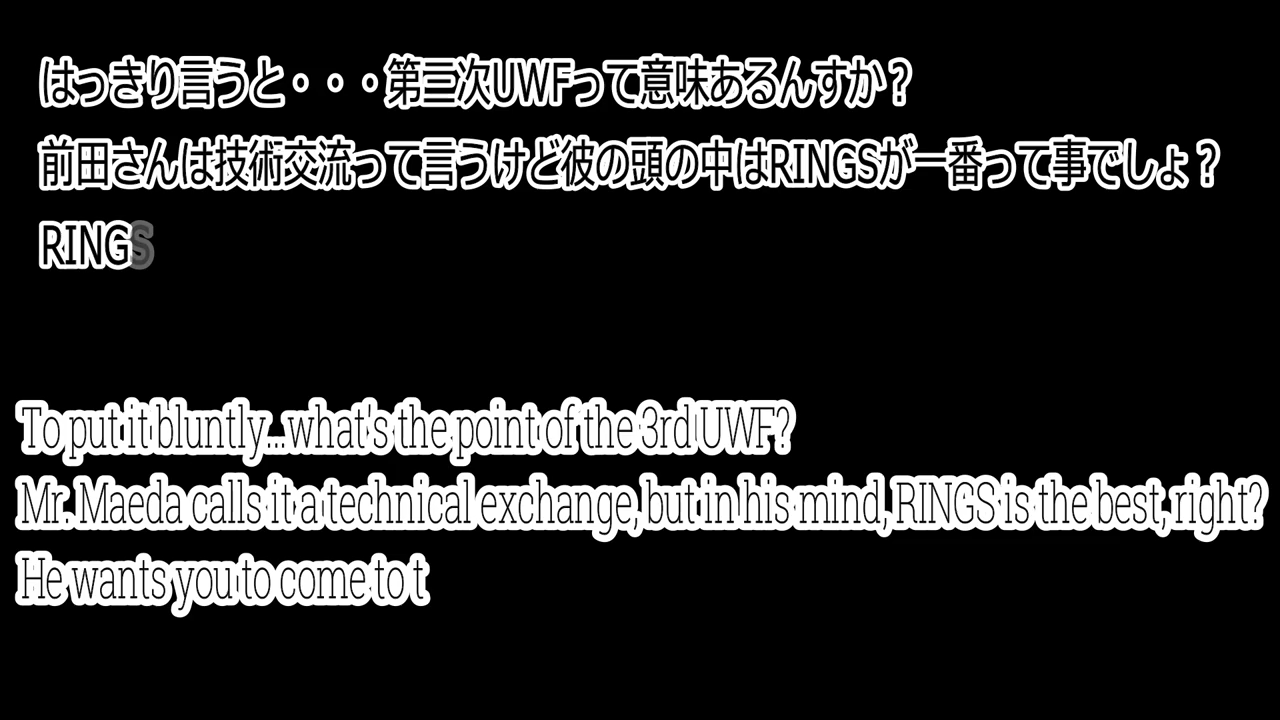 はっきり言うと・・・第三次UWFって意味あるんすか？
前田さんは技術交流って言うけど彼の頭の中はRINGSが一番って事でしょ？
RINGS
To put it bluntly...what's the point of the 3rd UWF?
Mr. Maeda calls it a technical exchange, but in his mind, RINGS is the best, right?
He wants you to come to t